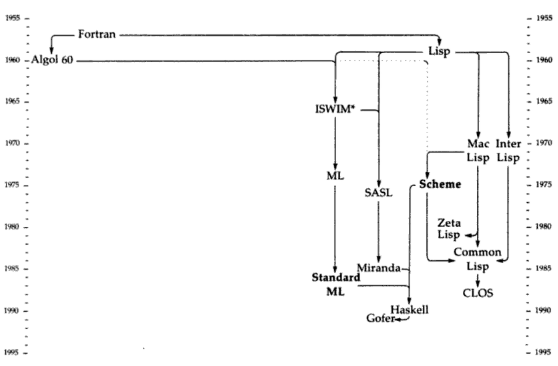 1955
1955
Fortran
Lisp
Algol 60
1960
1960
1965
1965
ISWIM*
1970
1970
Mac
Lisp
Inter
Lisp
ML
Scheme
1975
1975
SASL
Zeta
Lisp
1980
1980
Common
Lisp
Miranda
1985
1985
Standard
ML
CLOS
Haskell
1990
1990
Gofer
1995
1995